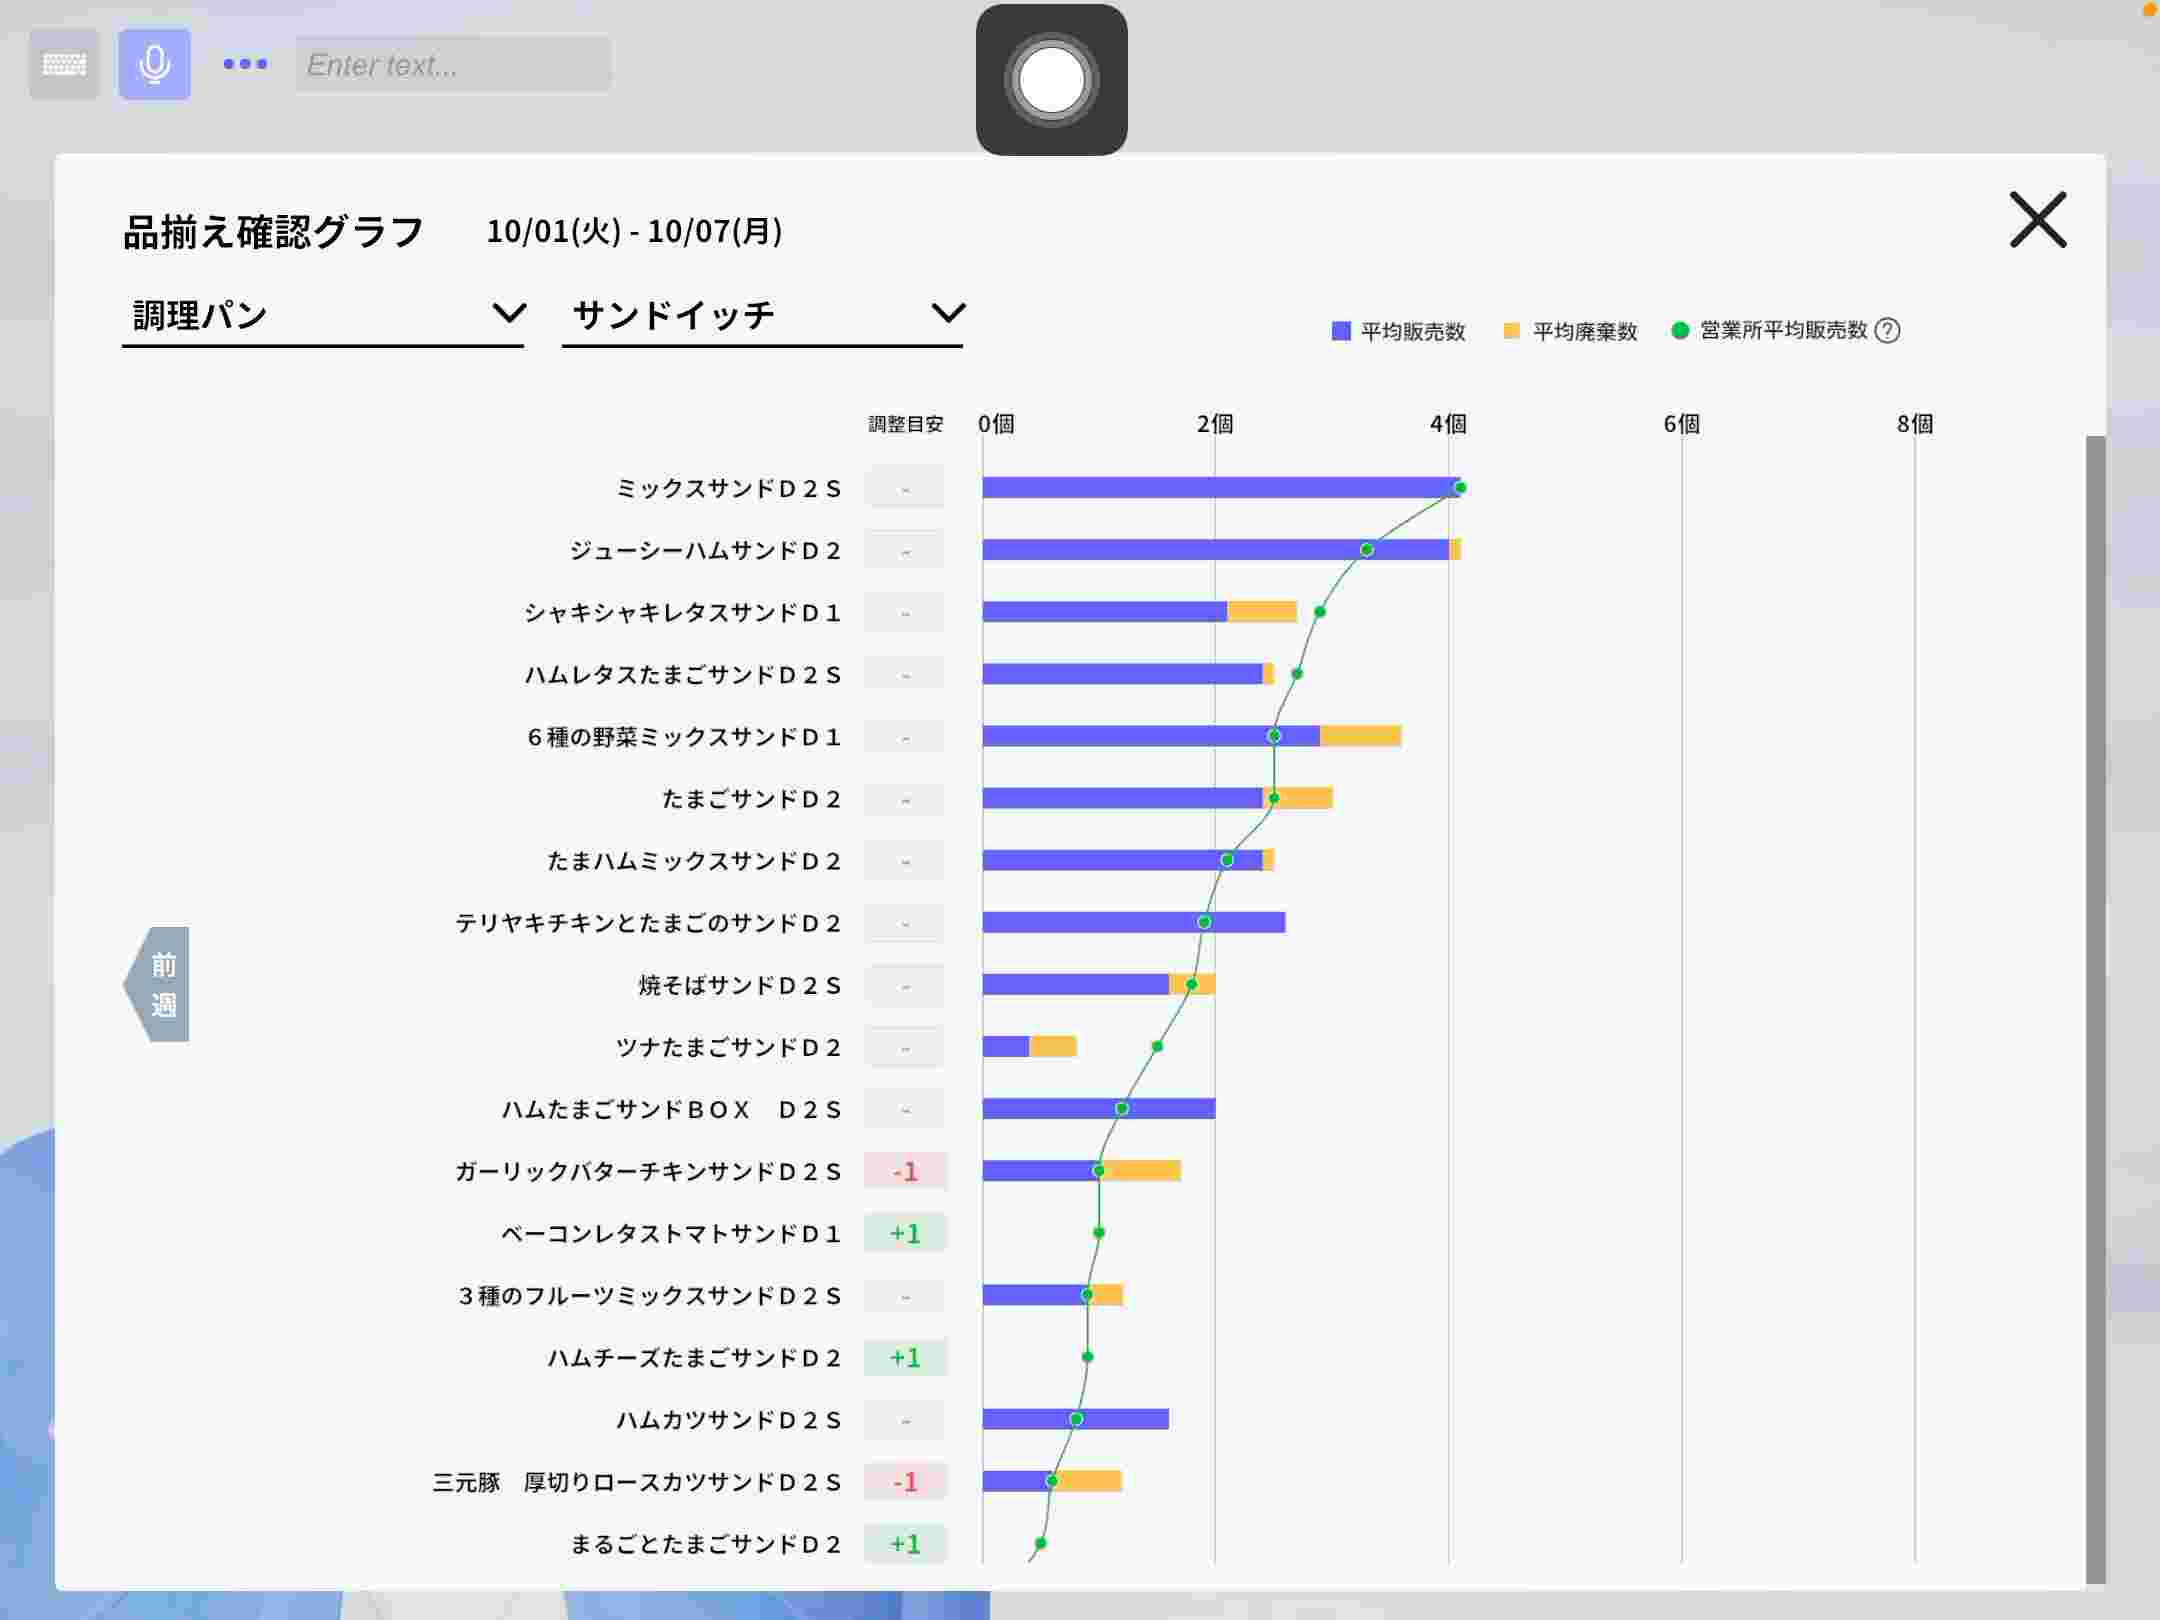 Enter text...
品揃え確認グラフ 10/01(火) - 10/07(月)
調理パン サンドイッチ
平均販売数 平均廃棄数 営業所平均販売数 ?
調整目安 0個 2個 4個 6個 8個
ミックスサンドD2S -
ジューシーハムサンドD2 -
シャキシャキレタスサンドD1 -
ハムレタスたまごサンドD2S -
6種の野菜ミックスサンドD1 -
たまごサンドD2 -
たまハムミックスサンドD2 -
テリヤキチキンとたまごのサンドD2 -
前週
焼そばサンドD2S -
ツナたまごサンドD2 -
ハムたまごサンドBOX D2S -
ガーリックバターチキンサンドD2S -1
ベーコンレタストマトサンドD1 +1
3種のフルーツミックスサンドD2S -
ハムチーズたまごサンドD2 +1
ハムカツサンドD2S -
三元豚 厚切りロースカツサンドD2S -1
まるごとたまごサンドD2 +1